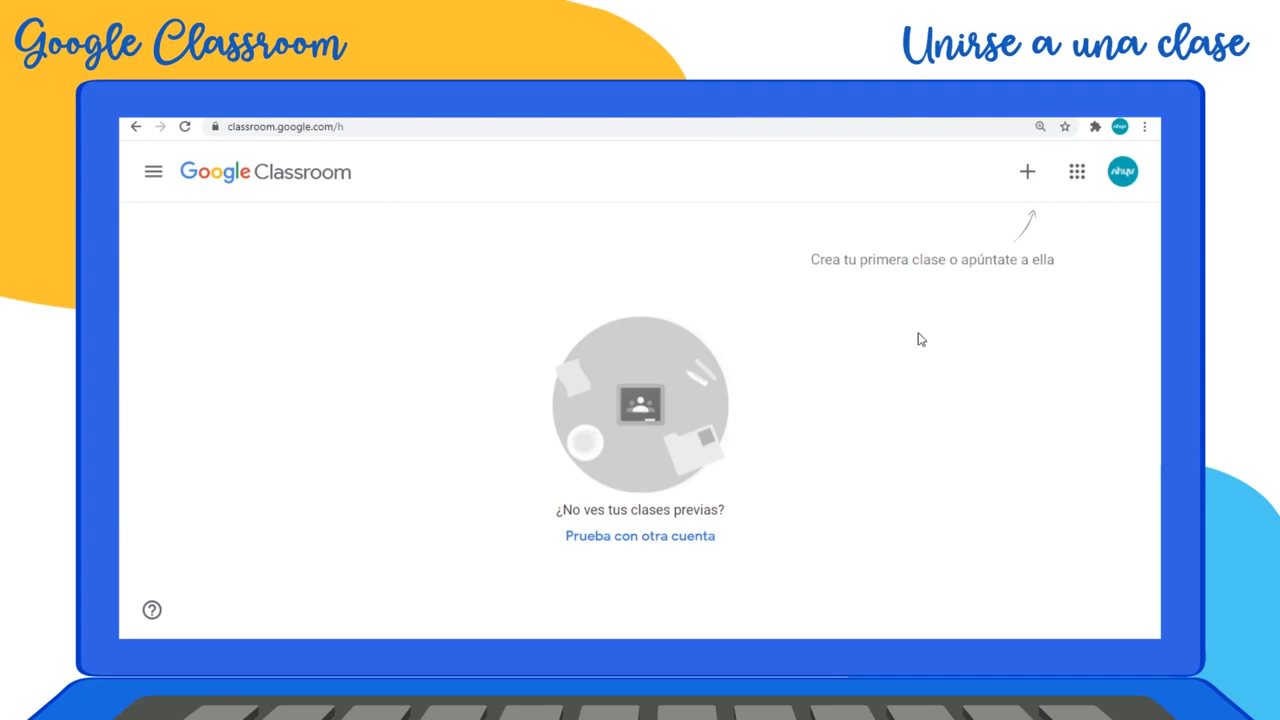 Google Classroom
Unirse a una clase
classroom.google.com/h
Google Classroom
Crea tu primera clase o apúntate a ella
¿No ves tus clases previas?
Prueba con otra cuenta